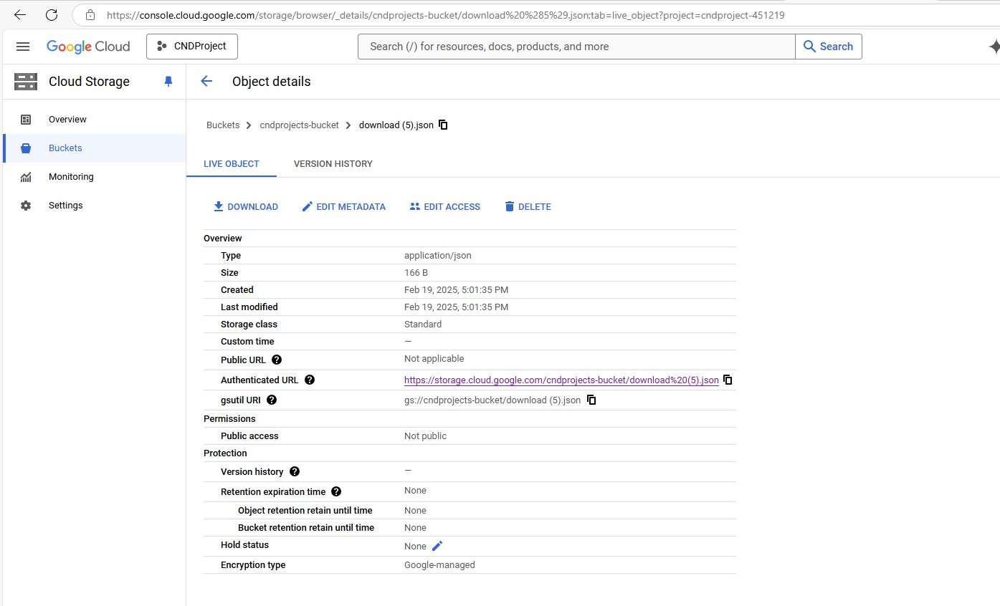 https://console.cloud.google.com/storage/browser/_details/cndprojects-bucket/download%20%285%29.json;tab=live_object?project=cndproject-451219
Google Cloud
CNDProject
Search (/) for resources, docs, products, and more
Search
Cloud Storage
Object details
Overview
Buckets
Monitoring
Settings
Buckets
cndprojects-bucket
download (5).json
LIVE OBJECT
VERSION HISTORY
DOWNLOAD
EDIT METADATA
EDIT ACCESS
DELETE
Overview
Type application/json
Size 166 B
Created Feb 19, 2025, 5:01:35 PM
Last modified Feb 19, 2025, 5:01:35 PM
Storage class Standard
Custom time —
Public URL ? Not applicable
Authenticated URL ? https://storage.cloud.google.com/cndprojects-bucket/download%20(5).json
gsutil URI ? gs://cndprojects-bucket/download (5).json
Permissions
Public access Not public
Protection
Version history ? —
Retention expiration time ? None
Object retention retain until time None
Bucket retention retain until time None
Hold status None
Encryption type Google-managed